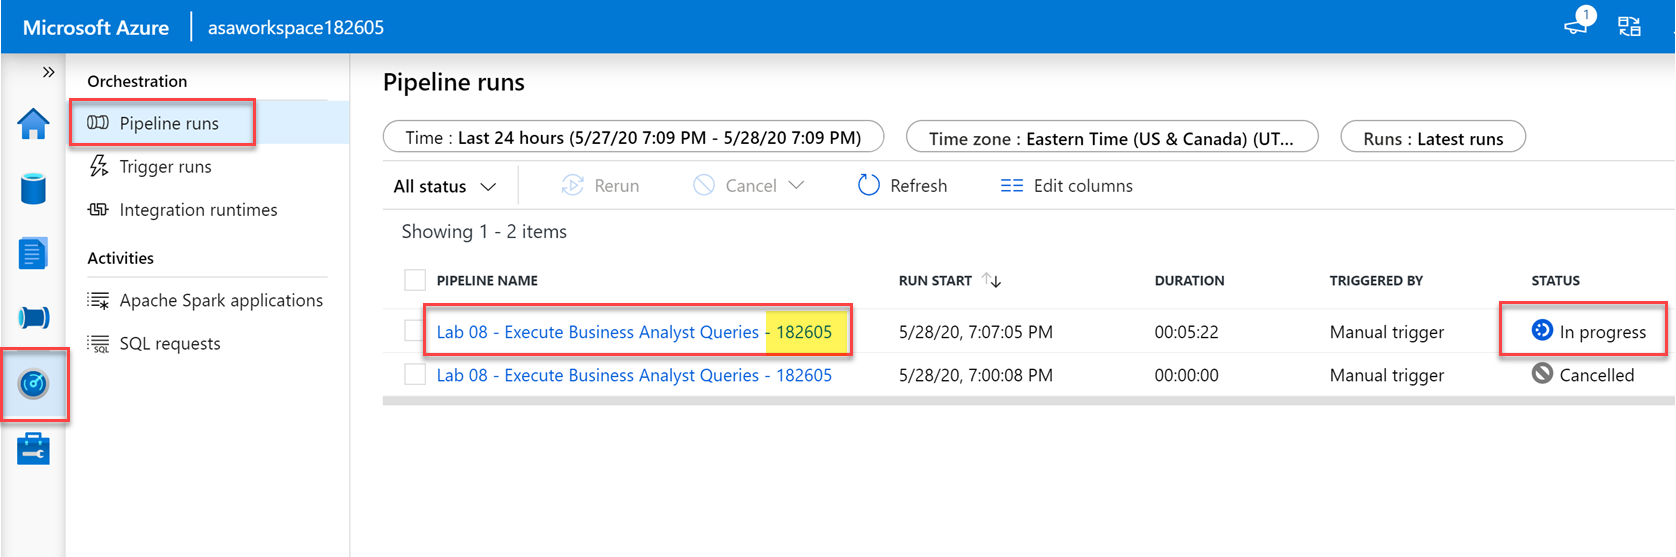 Microsoft Azure asaworkspace182605 1
»
Orchestration
Pipeline runs
Trigger runs
Integration runtimes
Activities
Apache Spark applications
SQL requests
Pipeline runs
Time : Last 24 hours (5/27/20 7:09 PM - 5/28/20 7:09 PM) Time zone : Eastern Time (US & Canada) (UT... Runs : Latest runs
All status Rerun Cancel Refresh Edit columns
Showing 1 - 2 items
PIPELINE NAME RUN START ↑↓ DURATION TRIGGERED BY STATUS
Lab 08 - Execute Business Analyst Queries - 182605 5/28/20, 7:07:05 PM 00:05:22 Manual trigger In progress
Lab 08 - Execute Business Analyst Queries - 182605 5/28/20, 7:00:08 PM 00:00:00 Manual trigger Cancelled